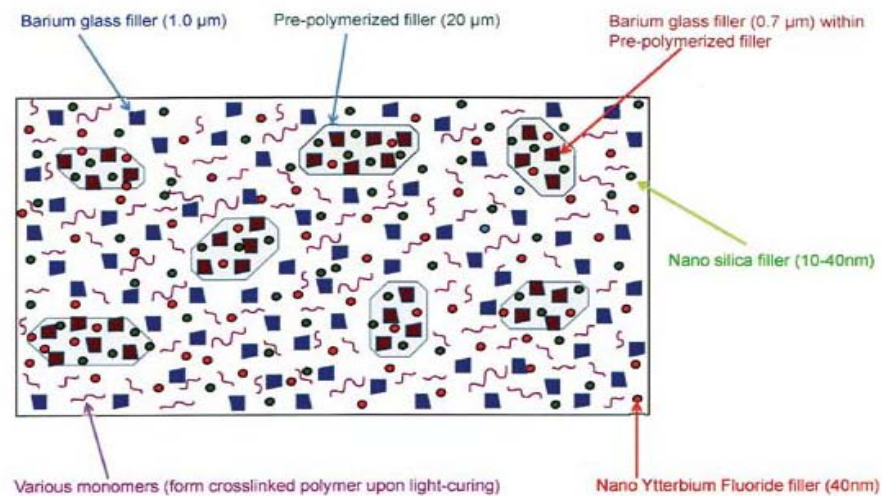 Barium glass filler (1.0 µm)
Pre-polymerized filler (20 µm)
Barium glass filler (0.7 µm) within
Pre-polymerized filler
Nano silica filler (10-40nm)
Various monomers (form crosslinked polymer upon light-curing)
Nano Ytterbium Fluoride filler (40nm)